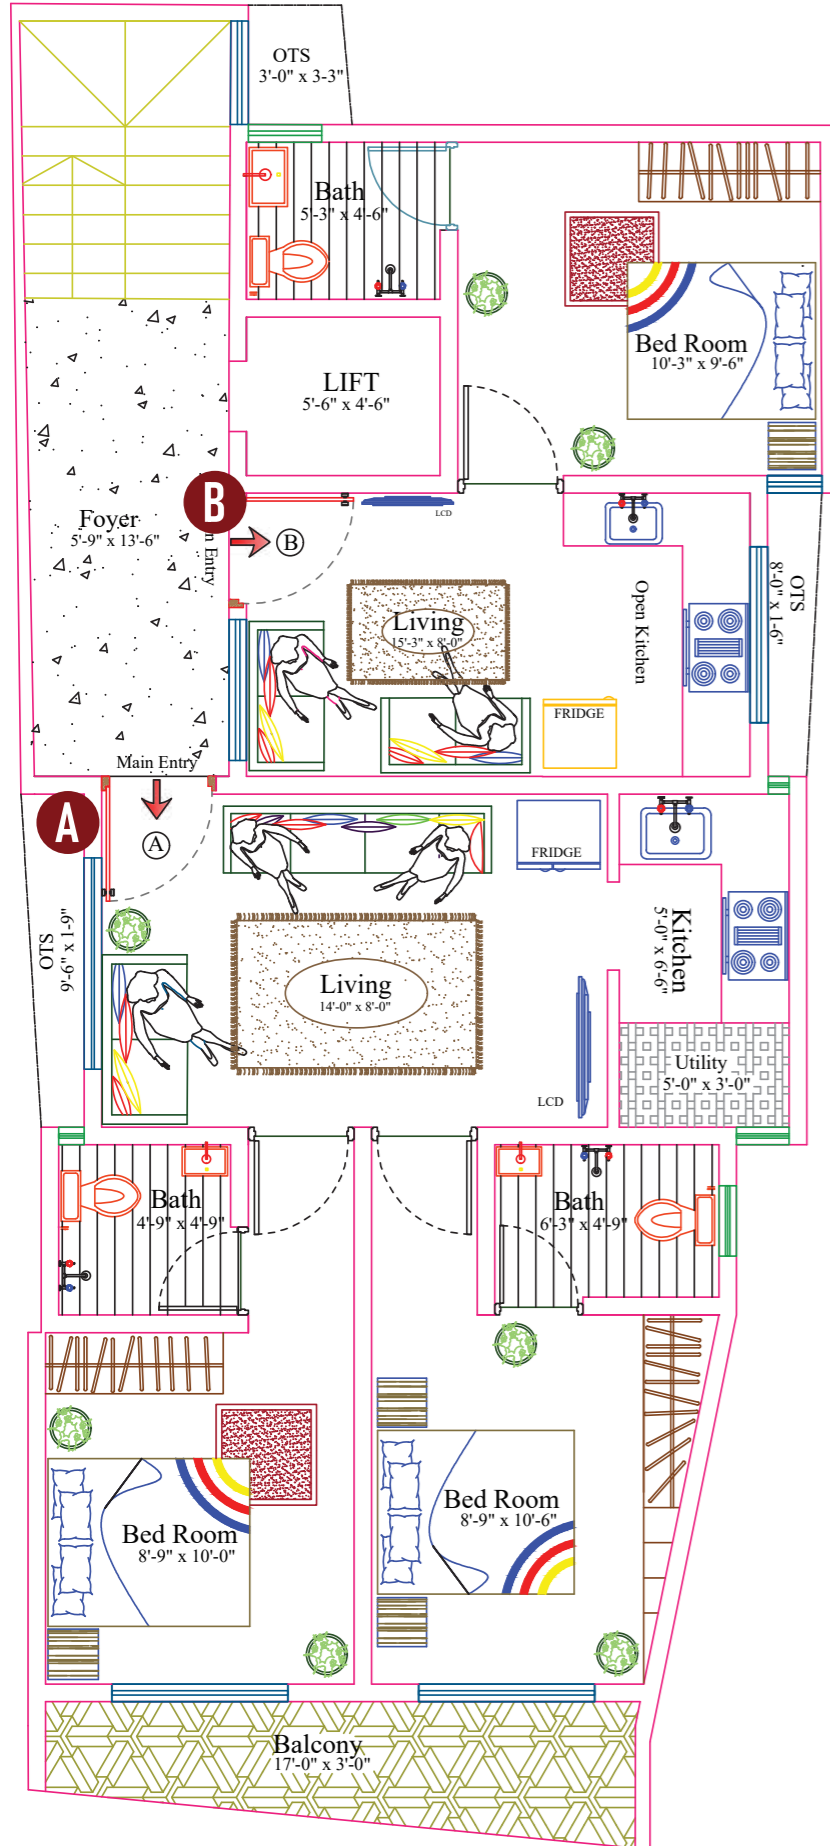 OTS
3'-0" x 3-3"
Bath
5'-3" x 4'-6"
Bed Room
10'-3" x 9'-6"
LIFT
5'-6" x 4'-6"
B
Foyer
5'-9" x 13'-6"
Entry
B
LCD
Living
15'-3" x 8'-0"
Open Kitchen
OTS
8'-0" x 1-6"
FRIDGE
Main Entry
A
A
FRIDGE
OTS
9'-6" x 1-9"
Kitchen
5'-0" x 6'-6"
Living
14'-0" x 8'-0"
Utility
5'-0" x 3'-0"
LCD
Bath
4'-9" x 4'-9"
Bath
6'-3" x 4'-9"
Bed Room
8'-9" x 10'-0"
Bed Room
8'-9" x 10'-6"
Balcony
17'-0" x 3'-0"